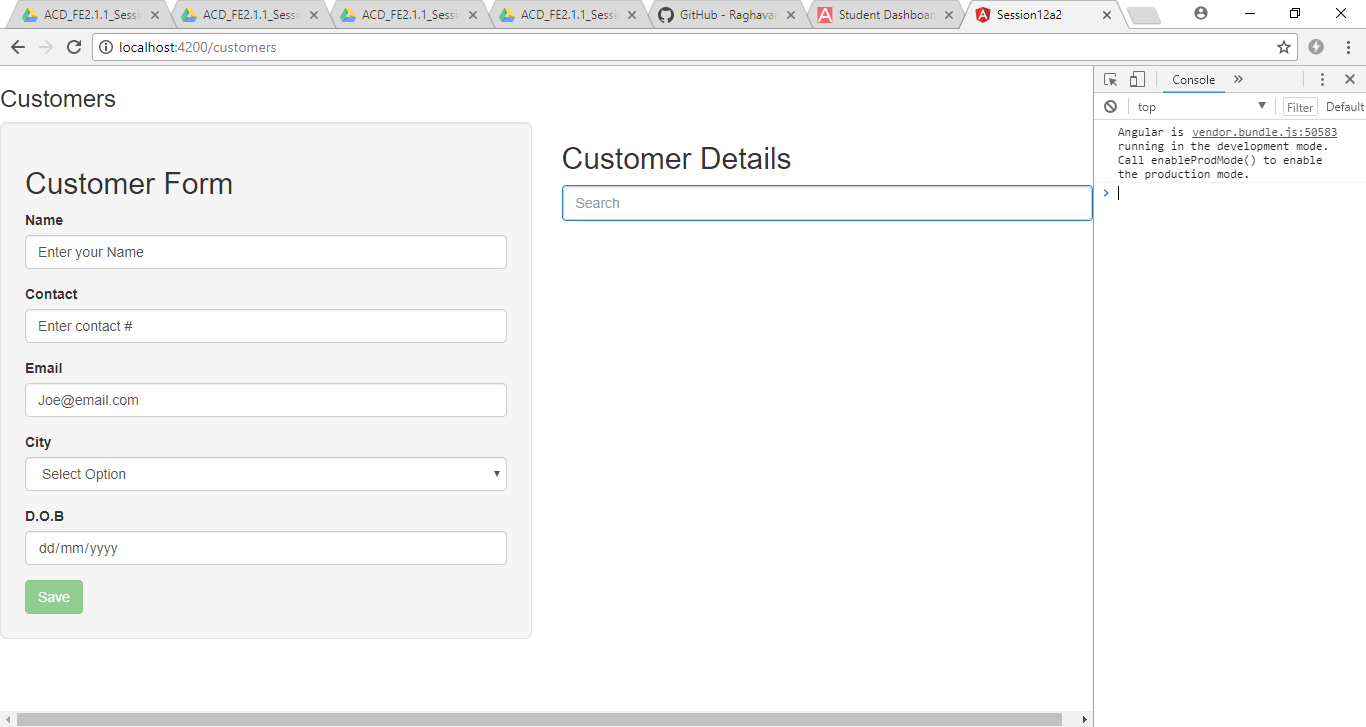 ACD_FE2.1.1_Sessi
ACD_FE2.1.1_Sessi
ACD_FE2.1.1_Sessi
ACD_FE2.1.1_Sessi
GitHub - Raghavan
Student Dashboard
Session12a2
localhost:4200/customers
Customers
Customer Form
Name
Enter your Name
Contact
Enter contact #
Email
Joe@email.com
City
Select Option
D.O.B
dd/mm/yyyy
Save
Customer Details
Search
Console
top
Filter
Default
Angular is vendor.bundle.js:50583
running in the development mode.
Call enableProdMode() to enable
the production mode.